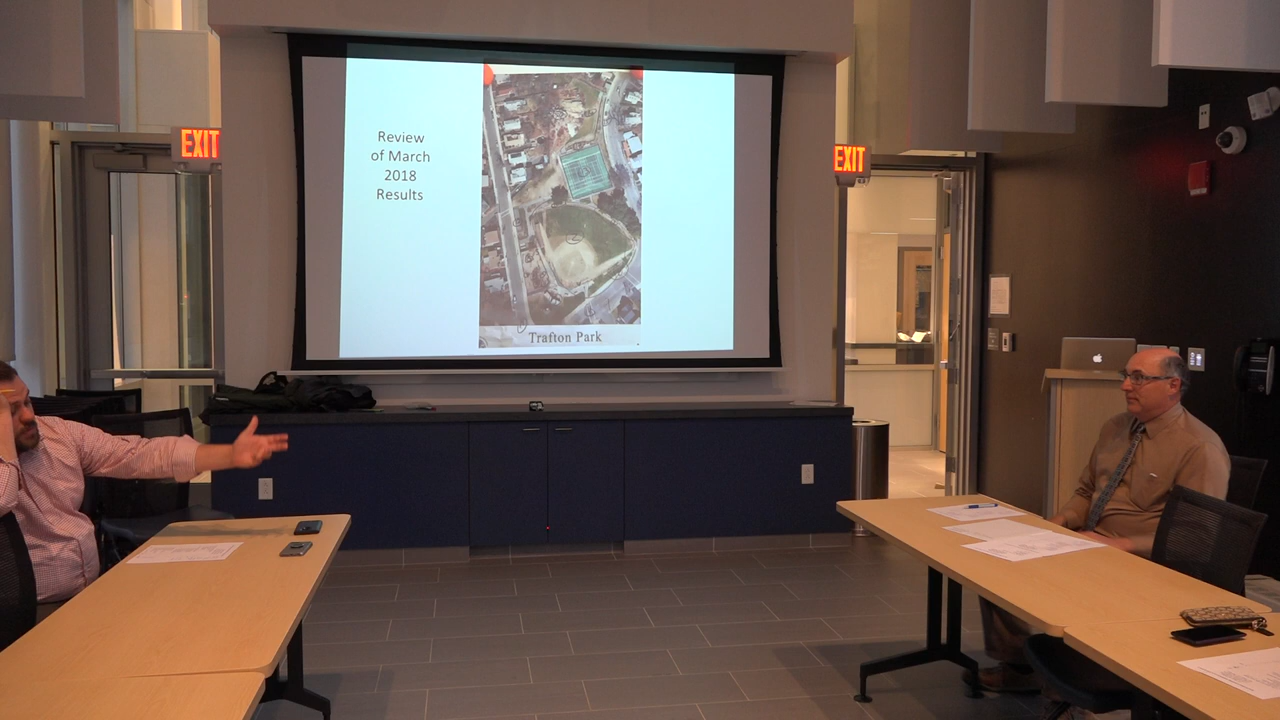 EXIT
Review
of March
2018
Results
Trafton Park
EXIT